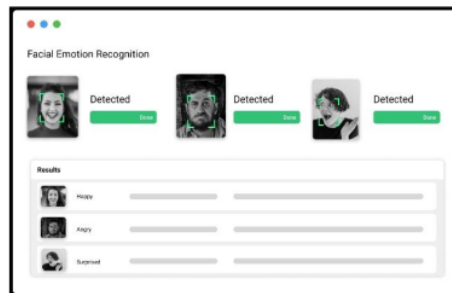 Facial Emotion Recognition
Detected
Done
Detected
Done
Detected
Done
Results
Happy
Angry
Surprised